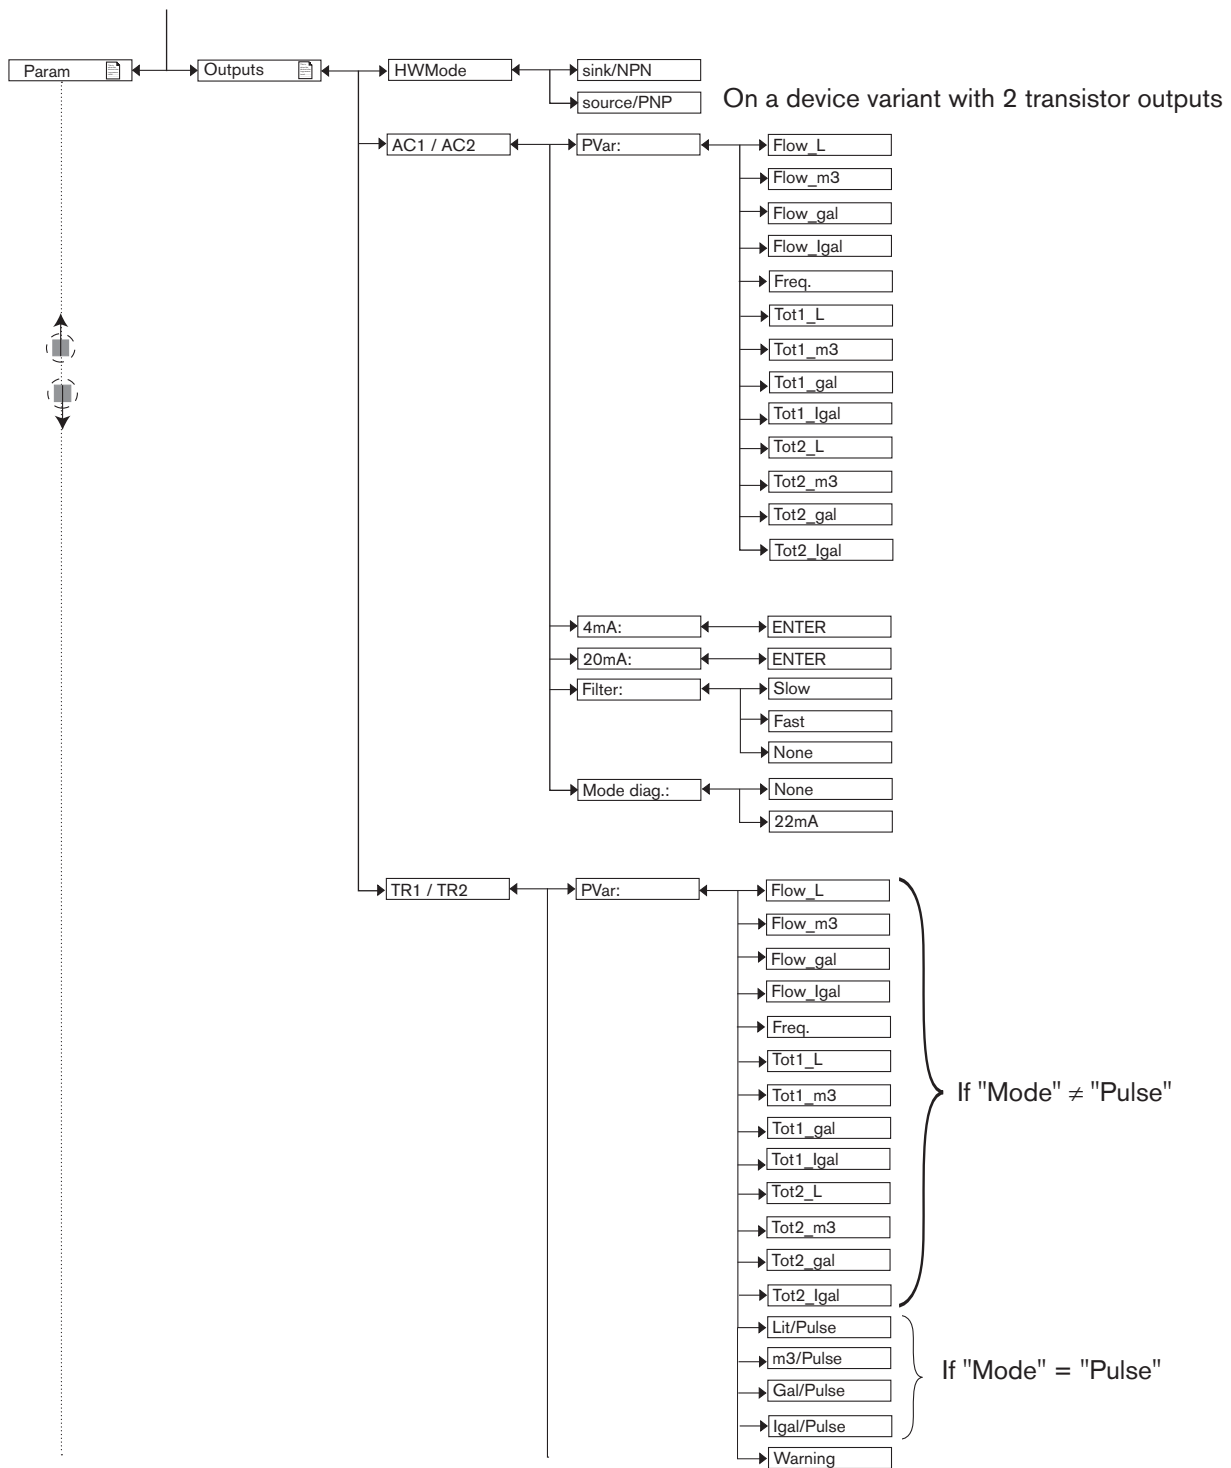 Param
Outputs
HWMode
sink/NPN
source/PNP
On a device variant with 2 transistor outputs
AC1 / AC2
PVar:
Flow_L
Flow_m3
Flow_gal
Flow_Igal
Freq.
Tot1_L
Tot1_m3
Tot1_gal
Tot1_Igal
Tot2_L
Tot2_m3
Tot2_gal
Tot2_Igal
4mA:
ENTER
20mA:
ENTER
Filter:
Slow
Fast
None
Mode diag.:
None
22mA
TR1 / TR2
PVar:
Flow_L
Flow_m3
Flow_gal
Flow_Igal
Freq.
Tot1_L
Tot1_m3
Tot1_gal
Tot1_Igal
Tot2_L
Tot2_m3
Tot2_gal
Tot2_Igal
If "Mode" ≠ "Pulse"
Lit/Pulse
m3/Pulse
Gal/Pulse
Igal/Pulse
If "Mode" = "Pulse"
Warning